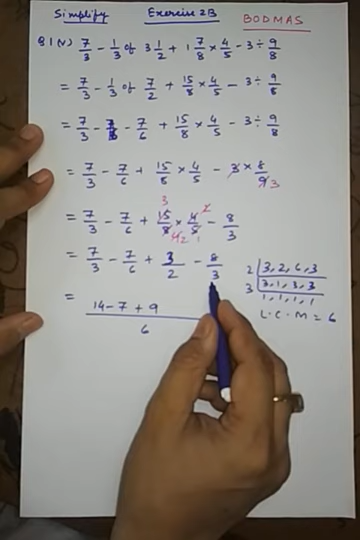 Simplify Exercise 2B BODMAS
Q1(v) 7/3 - 1/3 of 3 1/2 + 1 7/8 × 4/5 - 3 ÷ 9/8
= 7/3 - 1/3 of 7/2 + 15/8 × 4/5 - 3 ÷ 9/8
= 7/3 - 7/6 + 15/8 × 4/5 - 3 ÷ 9/8
= 7/3 - 7/6 + 15/8 × 4/5 - 3 × 8/9 3
= 7/3 - 7/6 + 15/8 × 4/5 - 8/3
= 7/3 - 7/6 + 3/2 - 8/3
2 | 3, 2, 6, 3
3 | 3, 1, 3, 3
1, 1, 1, 1
L.C.M = 6
= 14 - 7 + 9 / 6